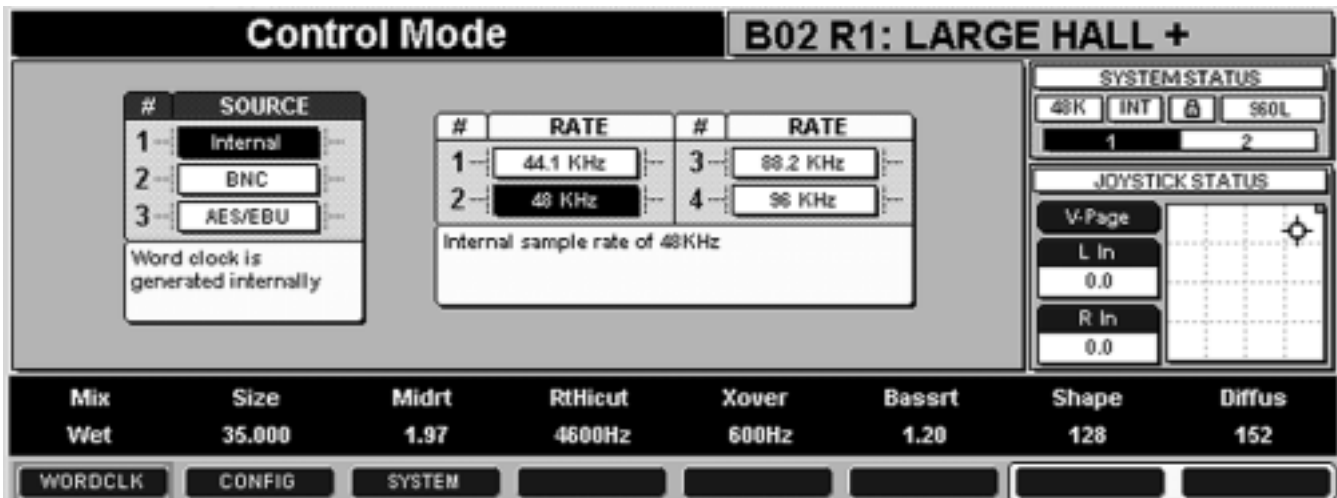 Control Mode
B02 R1: LARGE HALL +
# SOURCE
1 Internal
2 BNC
3 AES/EBU
Word clock is
generated internally
# RATE # RATE
1 44.1 KHz 3 88.2 KHz
2 48 KHz 4 96 KHz
Internal sample rate of 48KHz
SYSTEM STATUS
48K INT 960L
1 2
JOYSTICK STATUS
V-Page
L In
0.0
R In
0.0
Mix Size Midrt RtHicut Xover Bassrt Shape Diffus
Wet 35.000 1.97 4600Hz 600Hz 1.20 128 152
WORDCLK CONFIG SYSTEM